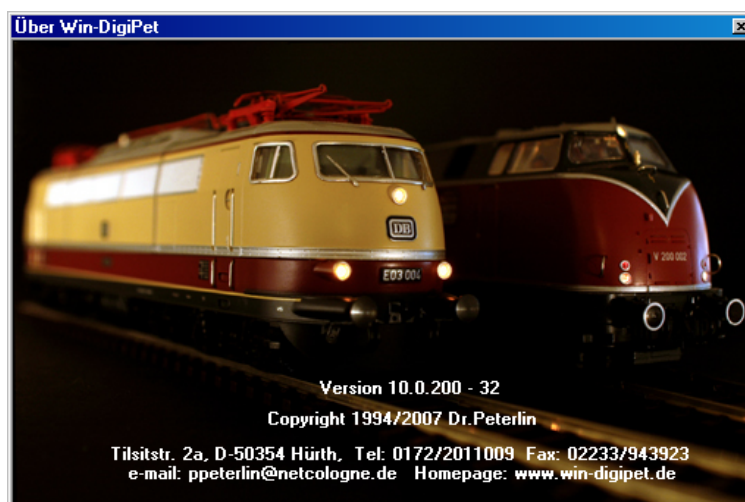 Über Win-DigiPet
DB
E03 004
V 200 002
Version 10.0.200 - 32
Copyright 1994/2007 Dr.Peterlin
Tilsitstr. 2a, D-50354 Hürth, Tel: 0172/2011009 Fax: 02233/943923
e-mail: ppeterlin@netcologne.de Homepage: www.win-digipet.de